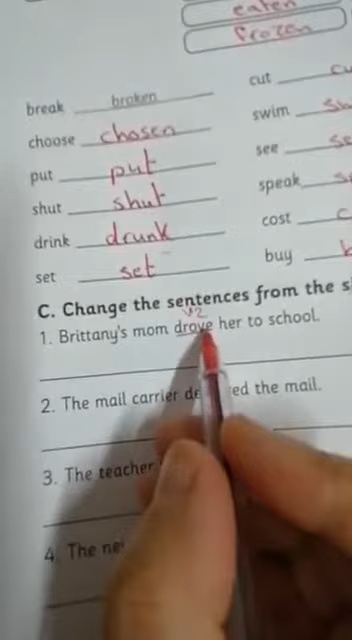 eaten
frozen
break broken
choose chosen
put put
shut shut
drink drunk
set set
cut
swim
see
speak
cost
buy
C. Change the sentences from the
V2
1. Brittany's mom drove her to school.
2. The mail carrier the mail.
3. The teacher
4. The